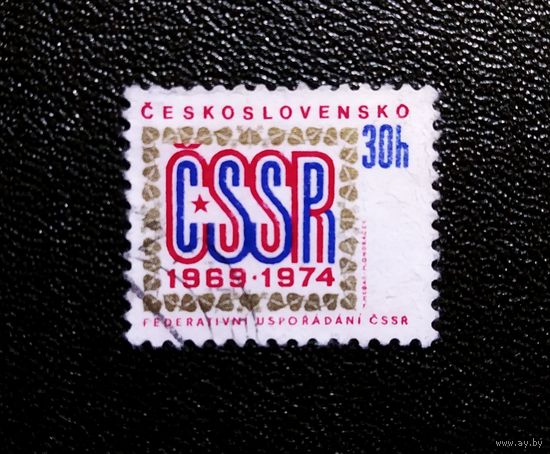 ČESKOSLOVENSKO
30h
ČSSR
1969·1974
FEDERATIVNÍ USPOŘÁDÁNÍ ČSSR
www.ay.by